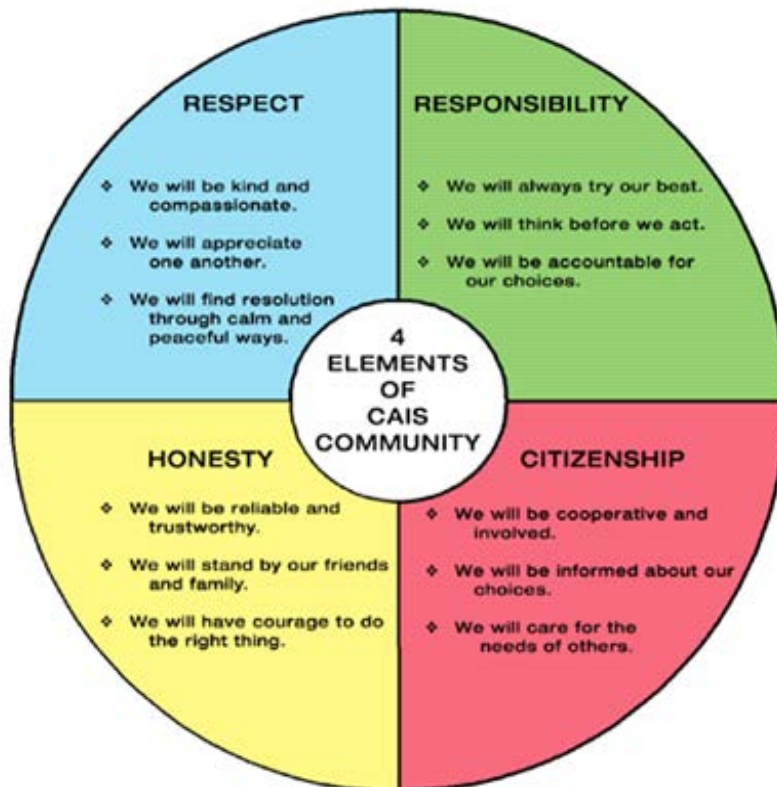 RESPECT
❖ We will be kind and
compassionate.
❖ We will appreciate
one another.
❖ We will find resolution
through calm and
peaceful ways.
RESPONSIBILITY
❖ We will always try our best.
❖ We will think before we act.
❖ We will be accountable for
our choices.
4
ELEMENTS
OF
CAIS
COMMUNITY
HONESTY
❖ We will be reliable and
trustworthy.
❖ We will stand by our friends
and family.
❖ We will have courage to do
the right thing.
CITIZENSHIP
❖ We will be cooperative and
involved.
❖ We will be informed about our
choices.
❖ We will care for the
needs of others.